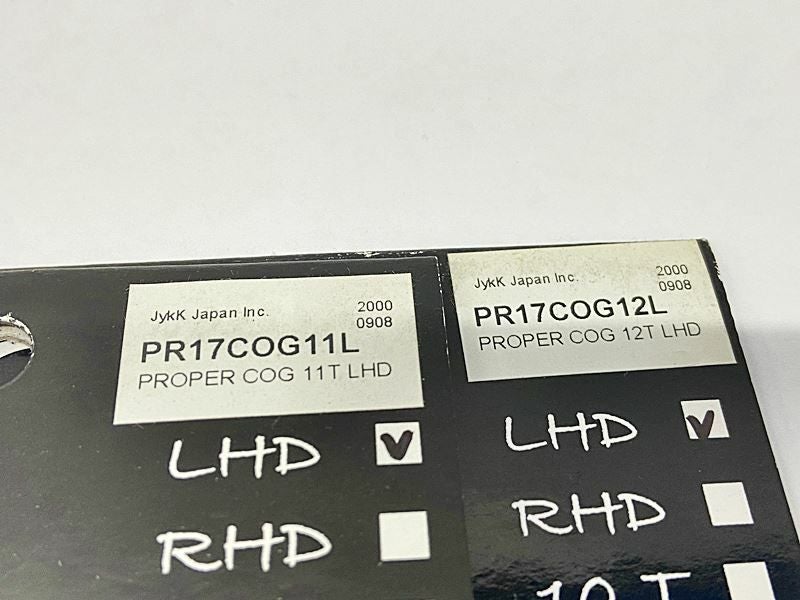 JykK Japan Inc. 2000
0908
PR17COG11L
PROPER COG 11T LHD
LHD
RHD
JykK Japan Inc. 2000
0908
PR17COG12L
PROPER COG 12T LHD
LHD
RHD
10 T